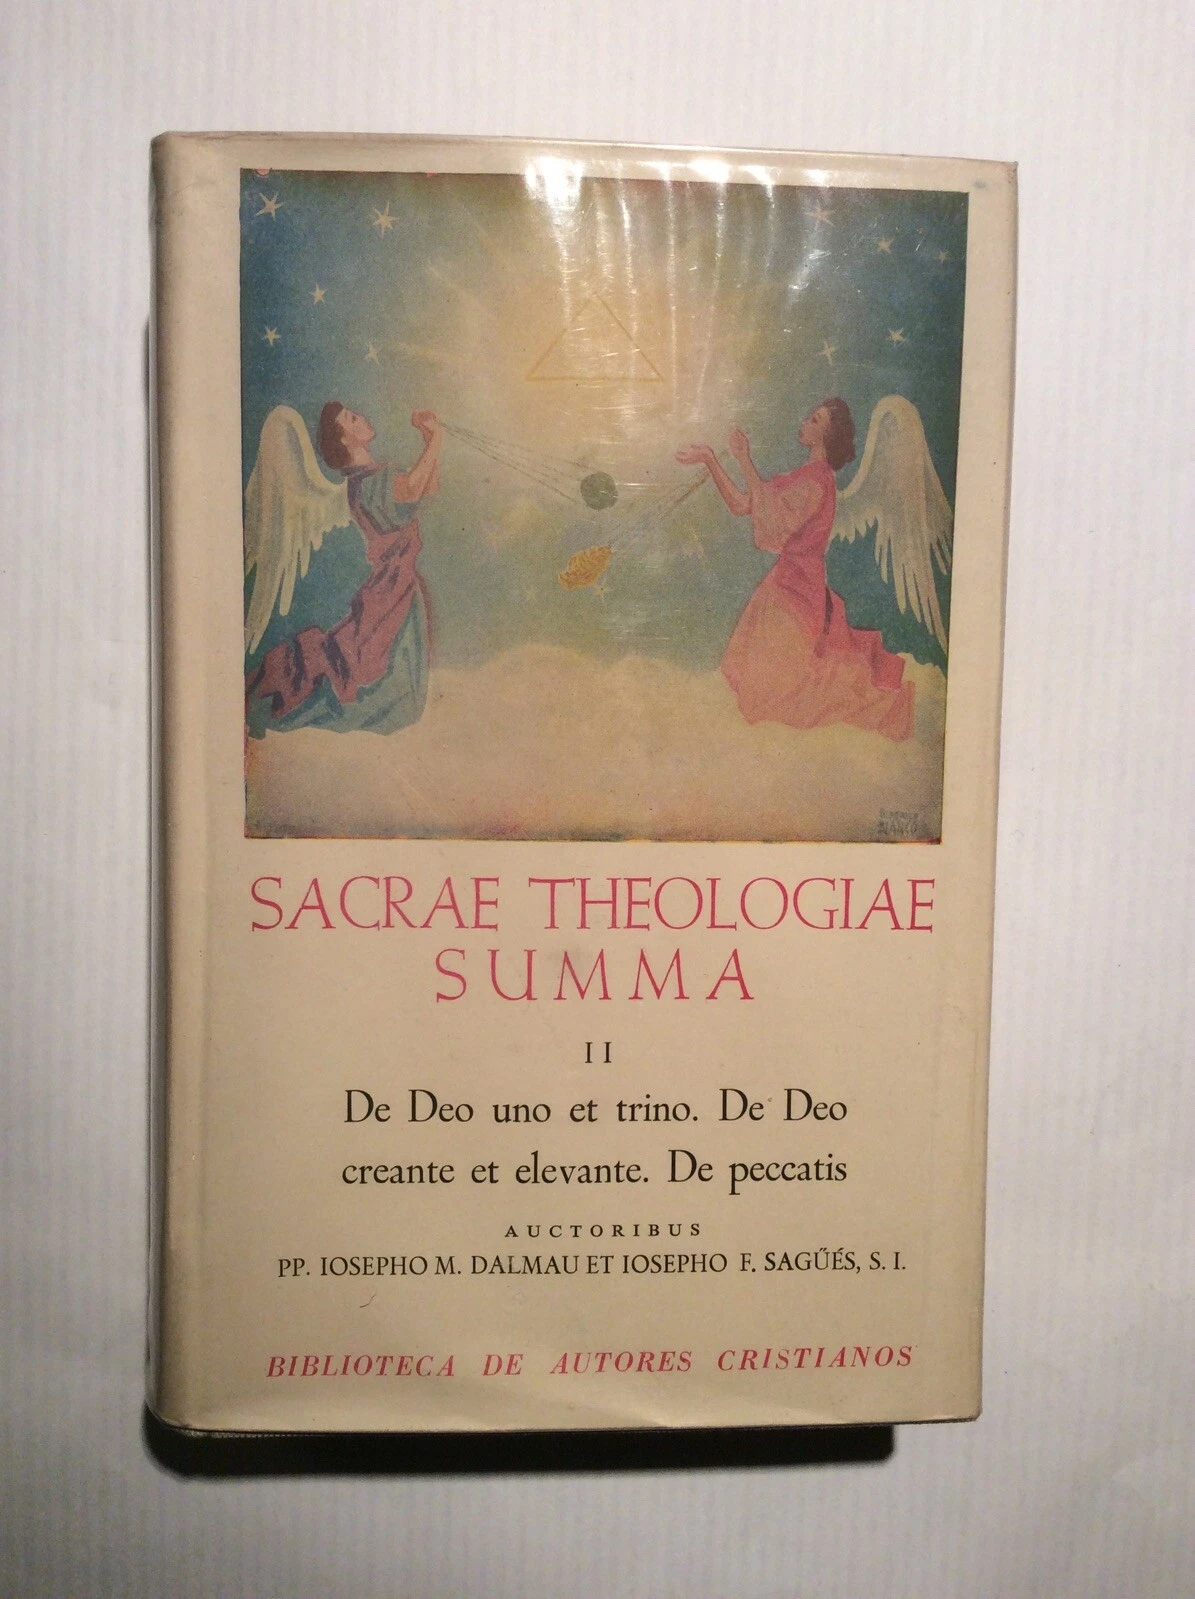 SACRAE THEOLOGIAE
SUMMA
II
De Deo uno et trino. De Deo
creante et elevante. De peccatis
AUCTORIBUS
PP. IOSEPHO M. DALMAU ET IOSEPHO F. SAGŰÉS, S. I.
BIBLIOTECA DE AUTORES CRISTIANOS